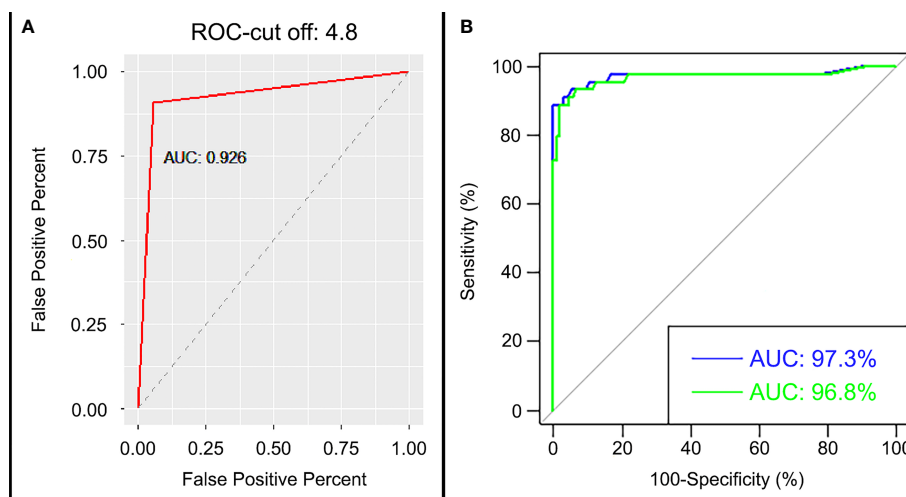 A
ROC-cut off: 4.8
False Positive Percent
1.00
0.75
0.50
0.25
0.00
AUC: 0.926
0.00 0.25 0.50 0.75 1.00
False Positive Percent
B
Sensitivity (%)
100
80
60
40
20
0
AUC: 97.3%
AUC: 96.8%
0 20 40 60 80 100
100-Specificity (%)